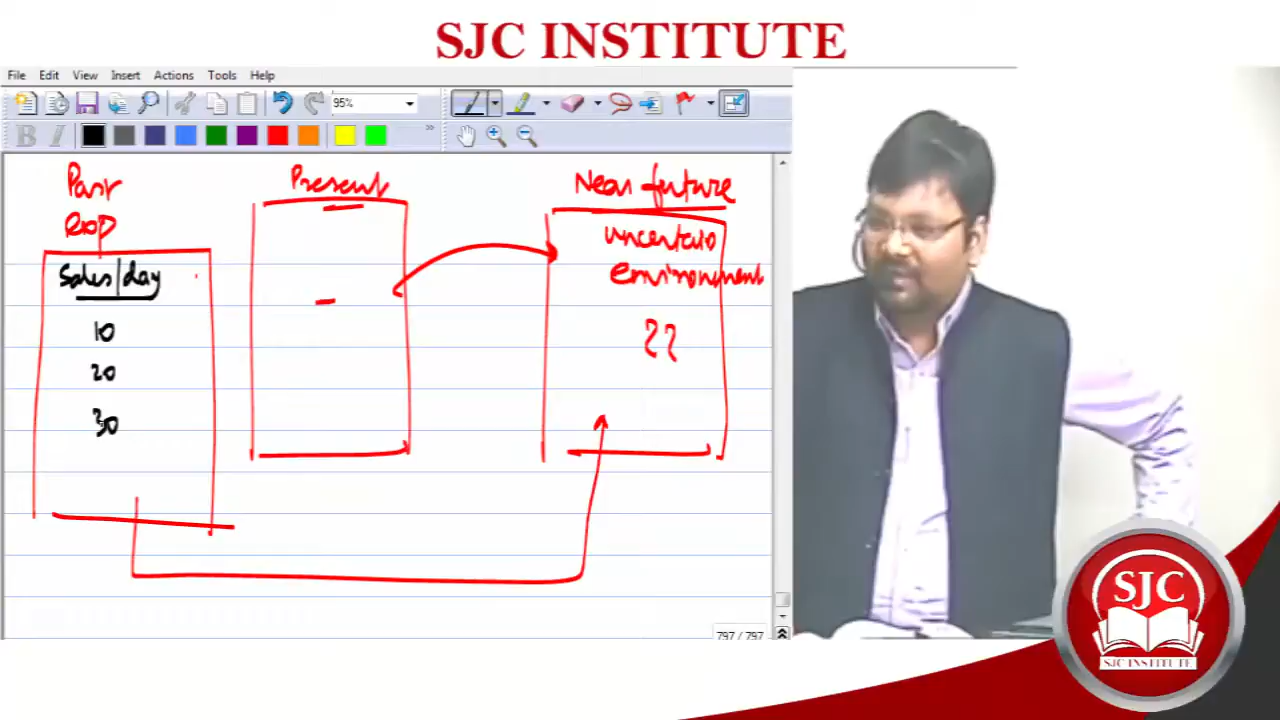 SJC INSTITUTE
File Edit View Insert Actions Tools Help
95%
B I
Past
Exp
Sales/day
10
20
30
Present
Near future
uncertain
environment
??
797 / 797
SJC
SJC INSTITUTE